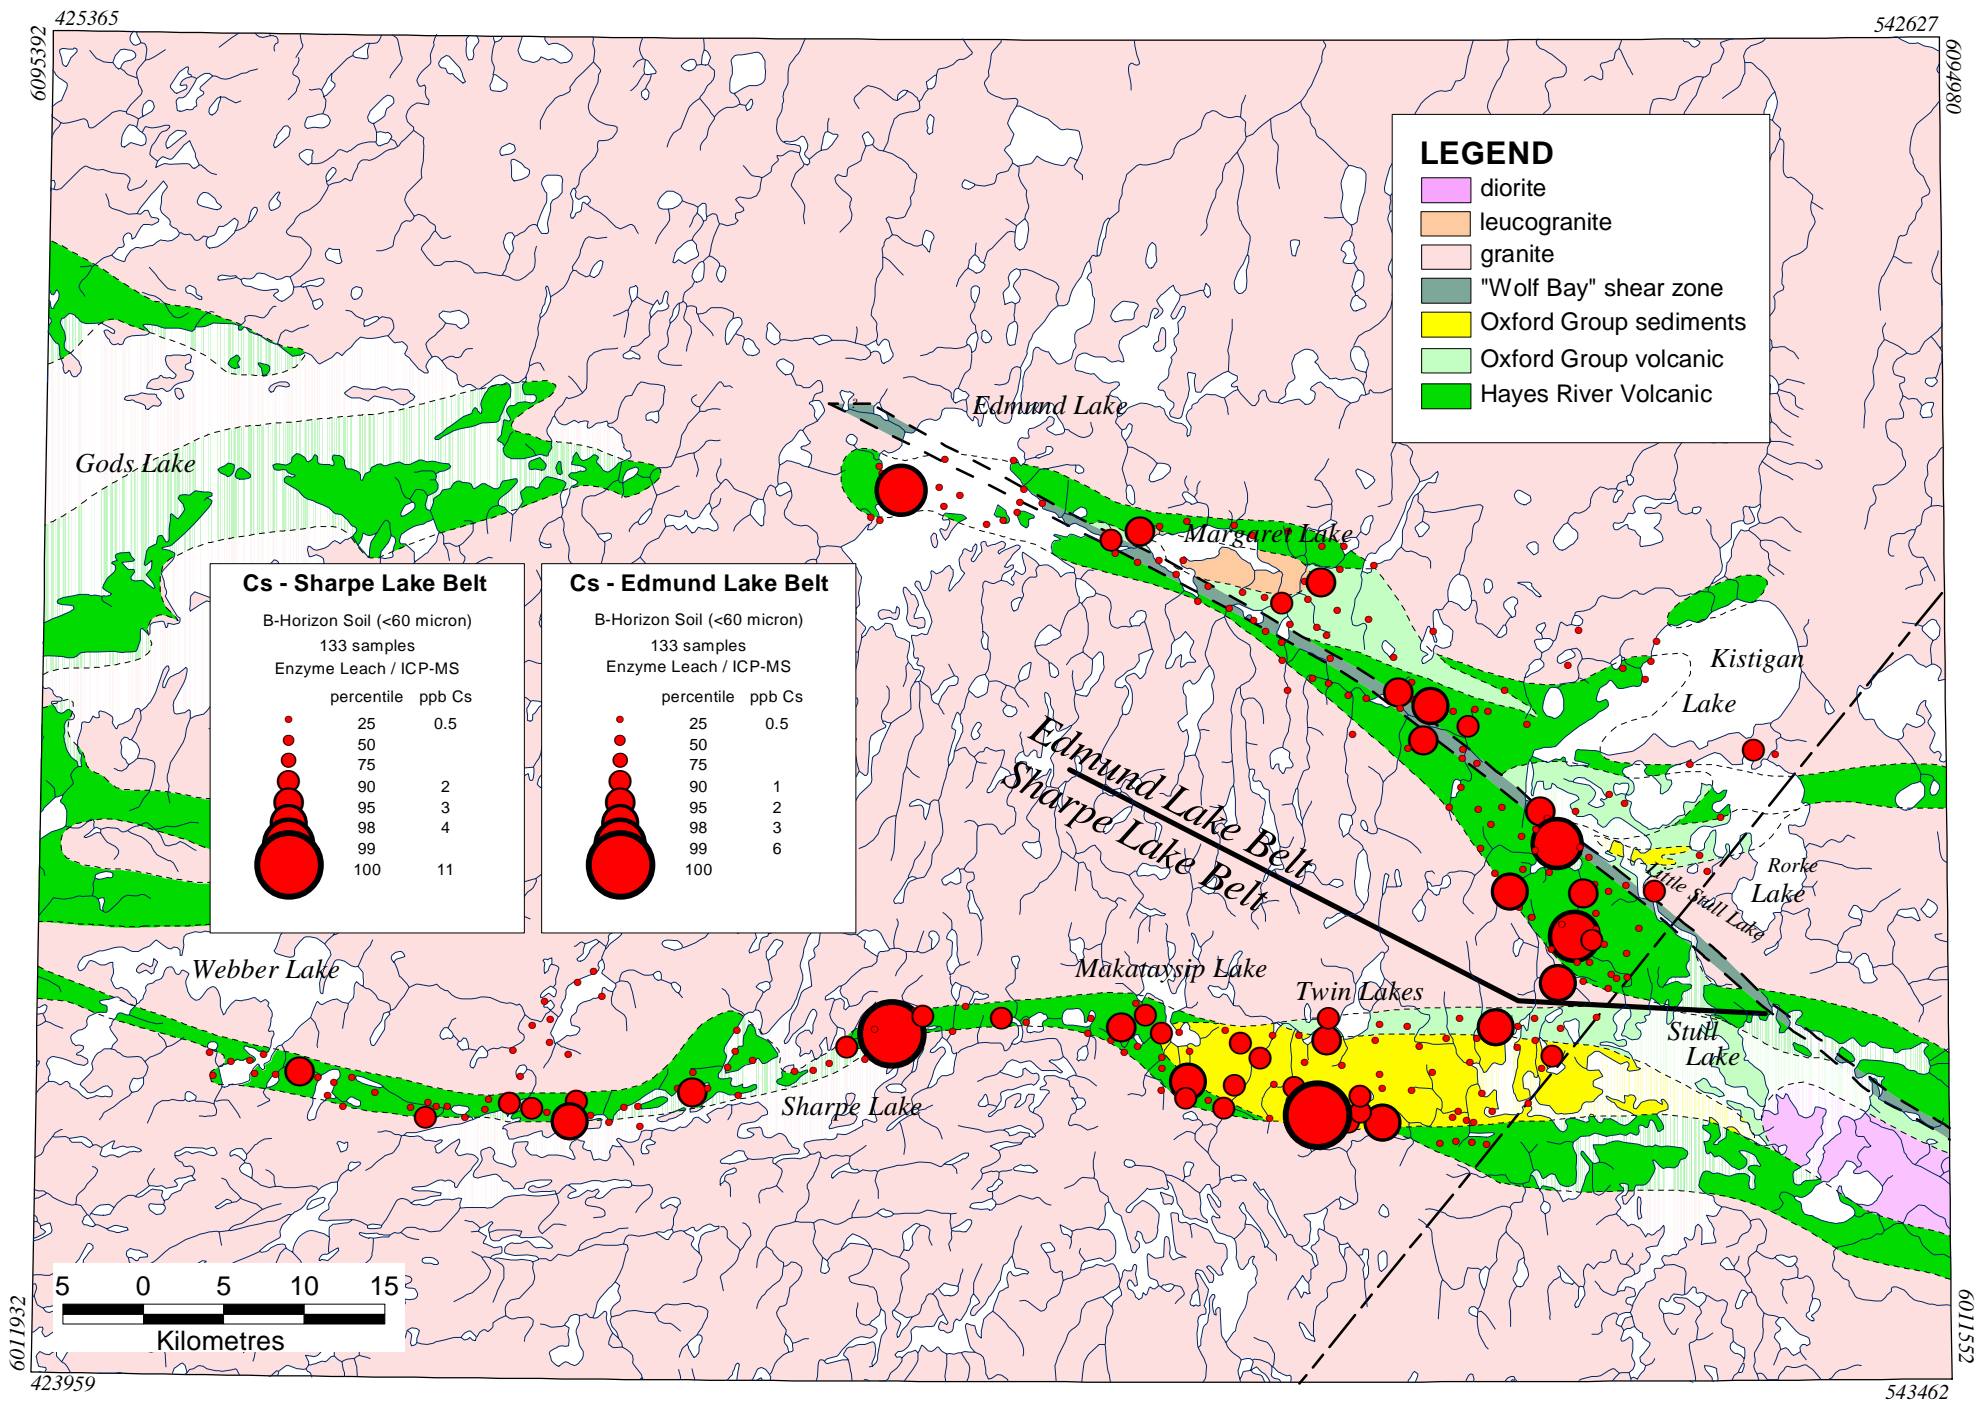 425365
542627
6095392
6094980
LEGEND
diorite
leucogranite
granite
"Wolf Bay" shear zone
Oxford Group sediments
Oxford Group volcanic
Hayes River Volcanic
Edmund Lake
Gods Lake
Margaret Lake
Kistigan
Lake
Cs - Sharpe Lake Belt
B-Horizon Soil (<60 micron)
133 samples
Enzyme Leach / ICP-MS
percentile ppb Cs
25 0.5
50
75
90 2
95 3
98 4
99
100 11
Cs - Edmund Lake Belt
B-Horizon Soil (<60 micron)
133 samples
Enzyme Leach / ICP-MS
percentile ppb Cs
25 0.5
50
75
90 1
95 2
98 3
99 6
100
Edmund Lake Belt
Sharpe Lake Belt
Rorke
Lake
Little Stull Lake
Webber Lake
Makataysip Lake
Twin Lakes
Stull
Lake
Sharpe Lake
5 0 5 10 15
Kilometres
6011932
423959
6011552
543462